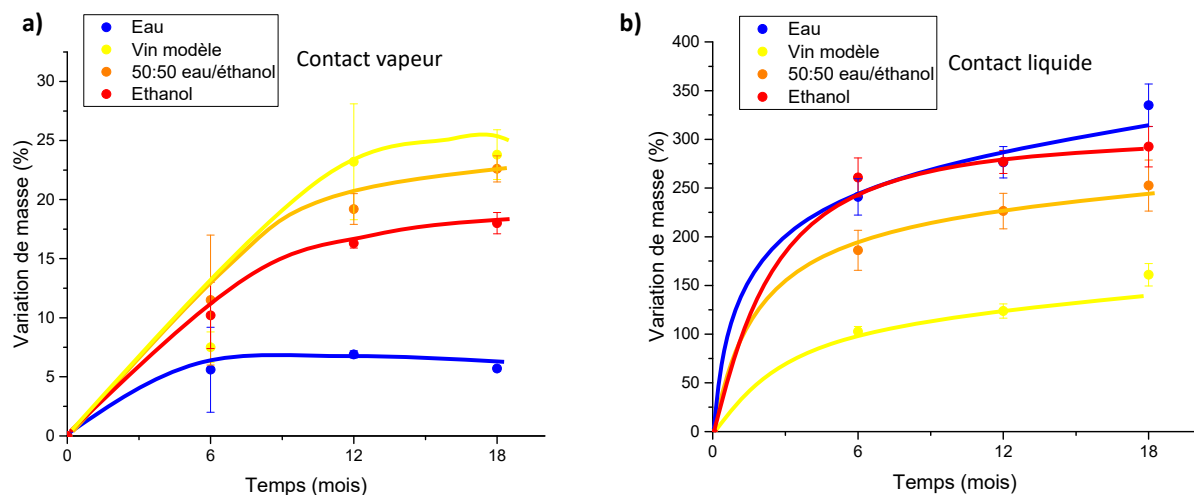 a)
Eau
Vin modèle
50:50 eau/éthanol
Ethanol
Contact vapeur
Variation de masse (%)
30
25
20
15
10
5
0
0 6 12 18
Temps (mois)
b)
Eau
Vin modèle
50:50 eau/éthanol
Ethanol
Contact liquide
Variation de masse (%)
400
350
300
250
200
150
100
50
0
0 6 12 18
Temps (mois)